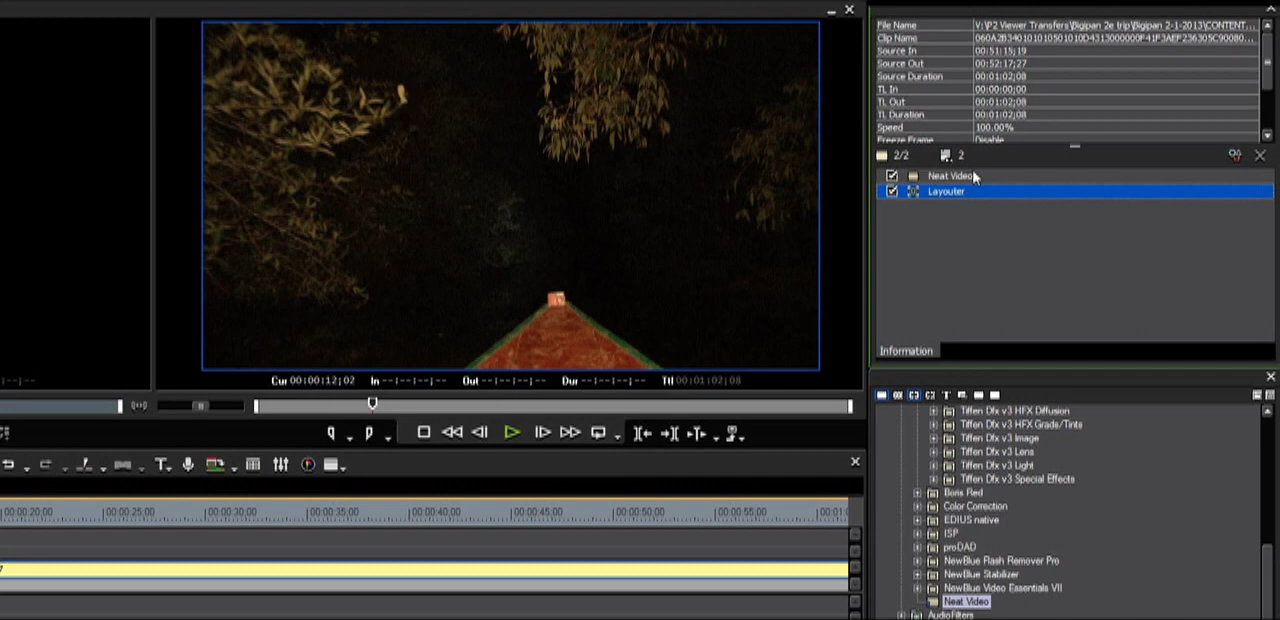 File Name V:\P2 Viewer Transfers\Bigipan 2e trip\Bigipan 2-1-2013\CONTENT...
Clip Name
Source In 00:51:15;19
Source Out 00:52:17;27
Source Duration 00:01:02;08
TL In 00:00:00;00
TL Out 00:01:02;08
TL Duration 00:01:02;08
Speed 100.00%
Freeze Frame Disable
2/2 2
Neat Video
Layouter
Information
Cur 00:00:12;02 In --:--:--;-- Out --:--:--;-- Dur --:--:--;-- Ttl 00:01:02;08
Tiffen Dfx v3 HFX Diffusion
Tiffen Dfx v3 HFX Grade/Tints
Tiffen Dfx v3 Image
Tiffen Dfx v3 Lens
Tiffen Dfx v3 Light
Tiffen Dfx v3 Special Effects
Boris Red
Color Correction
EDIUS native
ISP
proDAD
NewBlue Flash Remover Pro
NewBlue Stabilizer
NewBlue Video Essentials VII
Neat Video
AudioFilters
00:00:20;00 00:00:25;00 00:00:30;00 00:00:35;00 00:00:40;00 00:00:45;00 00:00:50;00 00:00:55;00 00:01:0